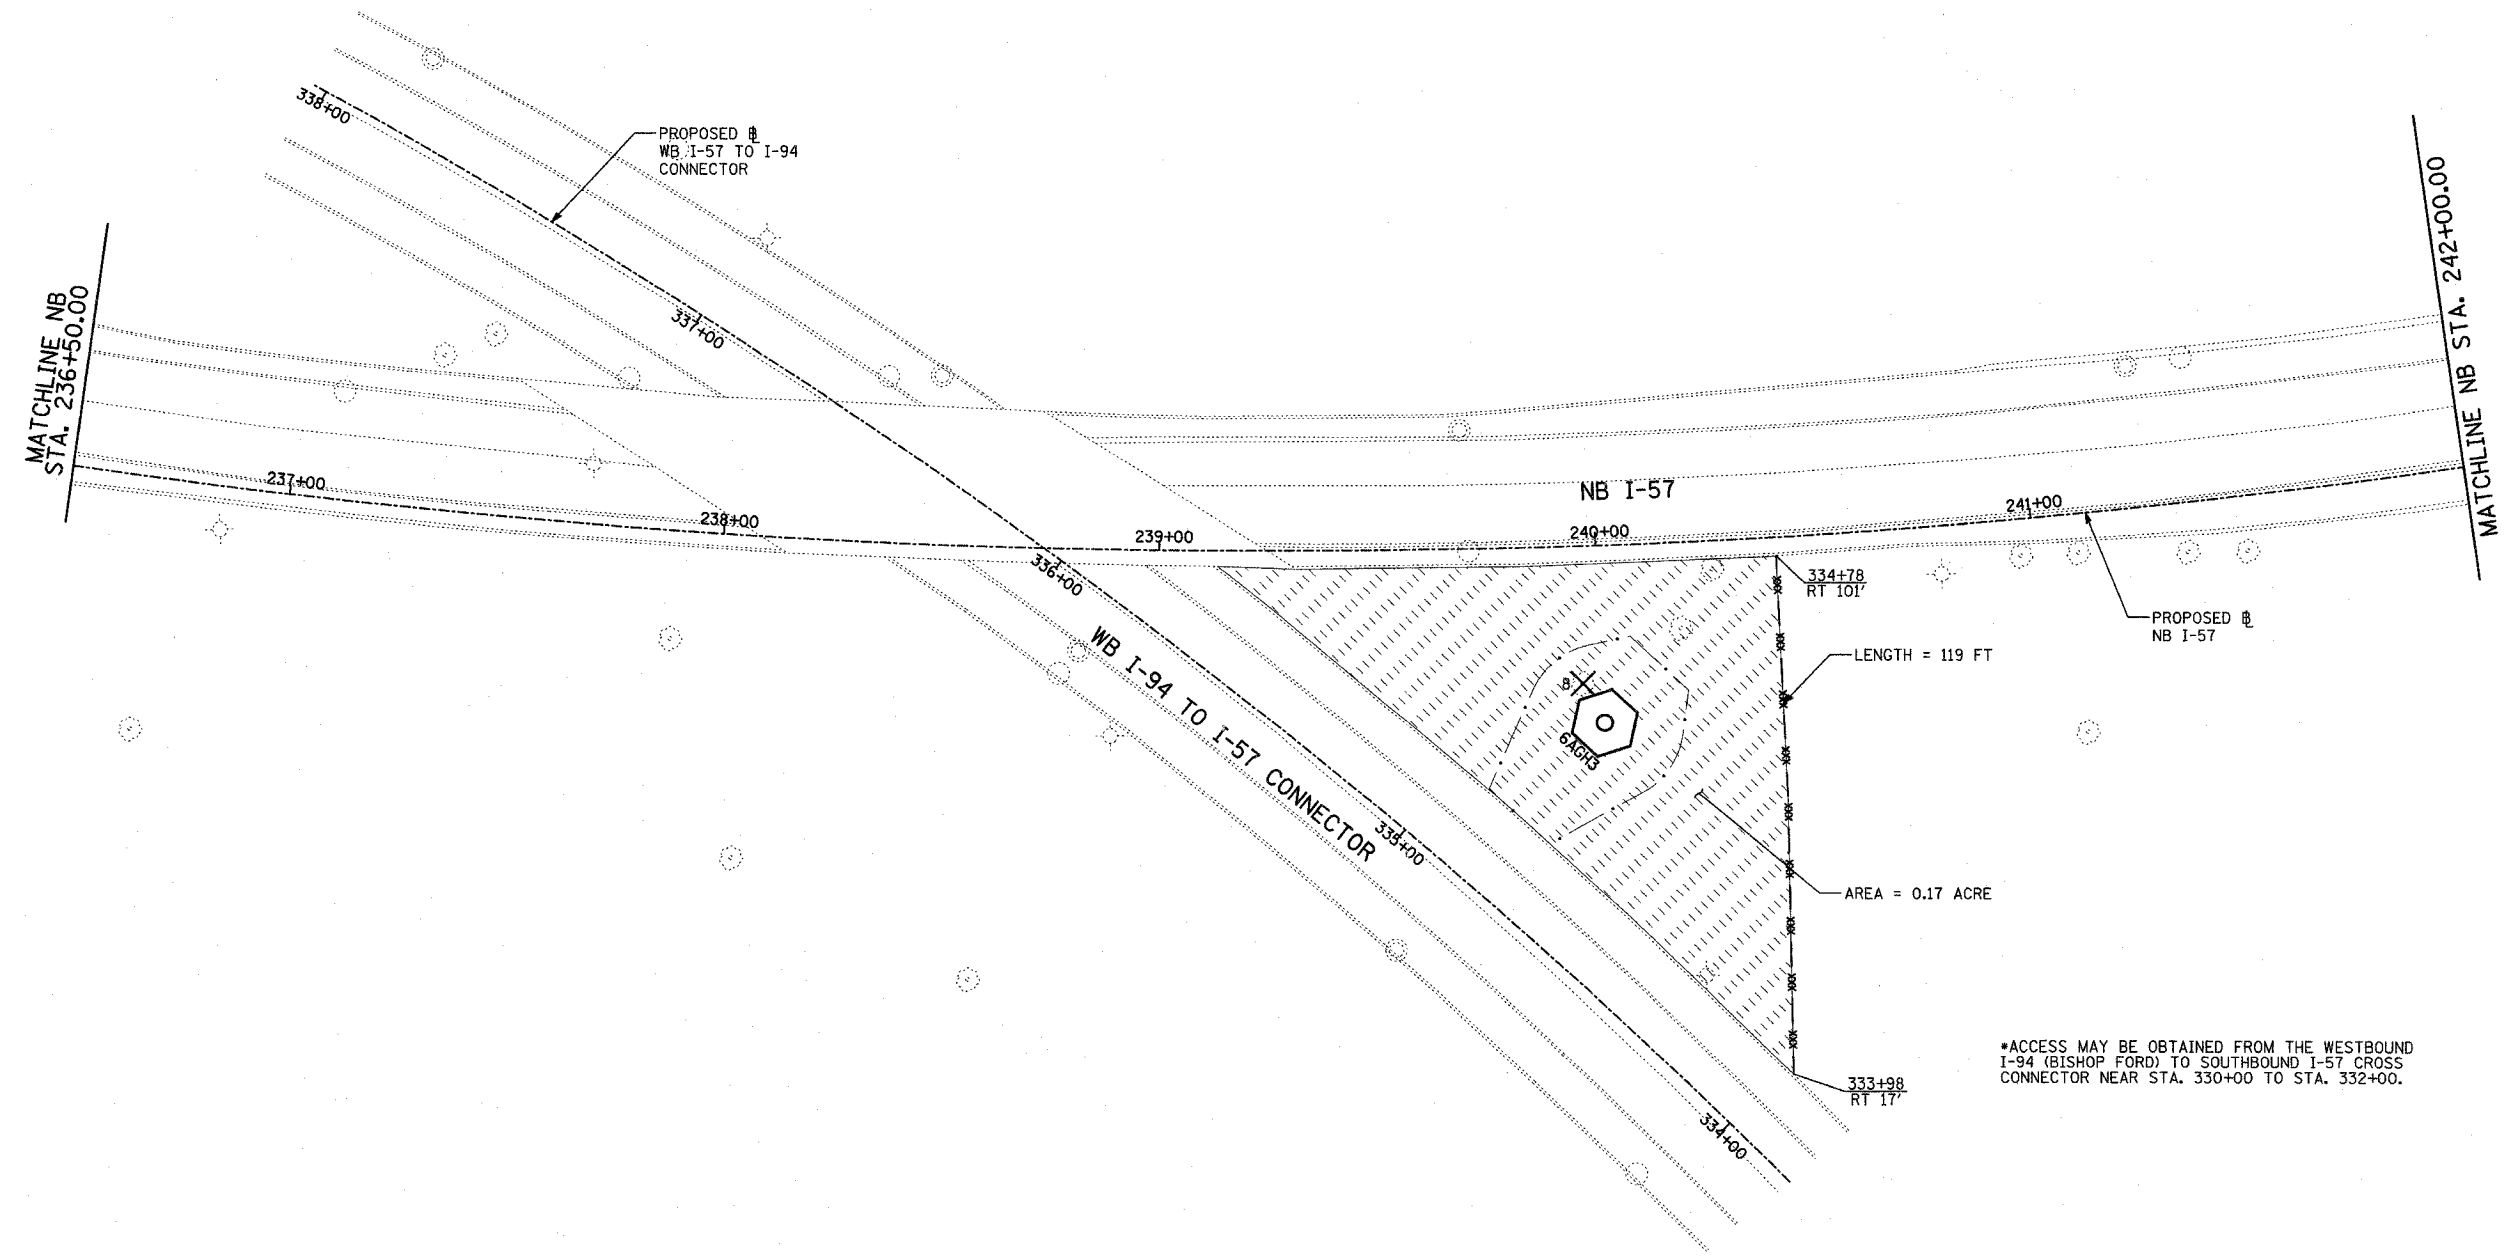 338+00
PROPOSED ⅊
WB I-57 TO I-94
CONNECTOR
337+00
MATCHLINE NB
STA. 236+50.00
MATCHLINE NB STA. 242+00.00
237+00
238+00
239+00
240+00
241+00
NB I-57
336+00
334+78
RT 101'
PROPOSED
NB I-57
WB I-94 TO I-57 CONNECTOR
LENGTH = 119 FT
8
6AGH3
335+00
AREA = 0.17 ACRE
*ACCESS MAY BE OBTAINED FROM THE WESTBOUND
I-94 (BISHOP FORD) TO SOUTHBOUND I-57 CROSS
CONNECTOR NEAR STA. 330+00 TO STA. 332+00.
333+98
RT 17'
334+00